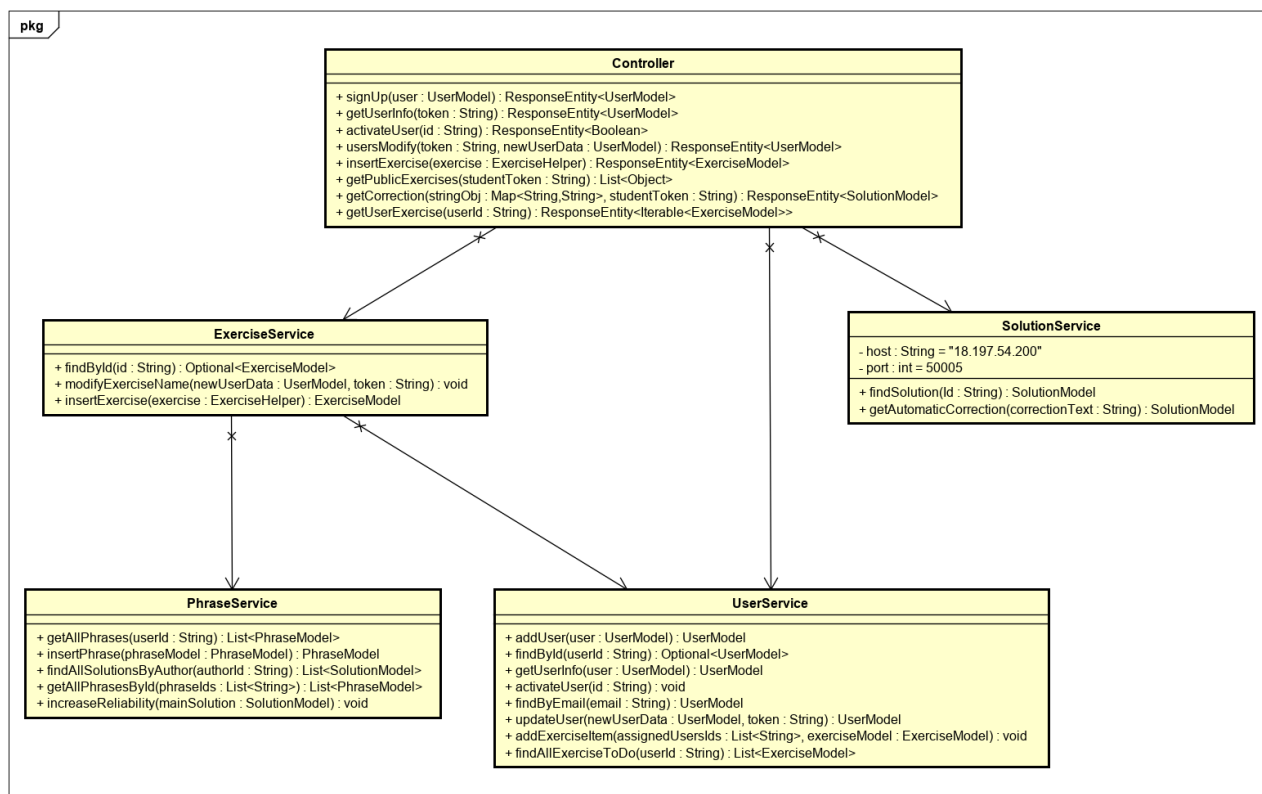 pkg
Controller
+ signUp(user : UserModel) : ResponseEntity<UserModel>
+ getUserInfo(token : String) : ResponseEntity<UserModel>
+ activateUser(id : String) : ResponseEntity<Boolean>
+ usersModify(token : String, newUserData : UserModel) : ResponseEntity<UserModel>
+ insertExercise(exercise : ExerciseHelper) : ResponseEntity<ExerciseModel>
+ getPublicExercises(studentToken : String) : List<Object>
+ getCorrection(stringObj : Map<String,String>, studentToken : String) : ResponseEntity<SolutionModel>
+ getUserExercise(userId : String) : ResponseEntity<Iterable<ExerciseModel>>
ExerciseService
+ findById(id : String) : Optional<ExerciseModel>
+ modifyExerciseName(newUserData : UserModel, token : String) : void
+ insertExercise(exercise : ExerciseHelper) : ExerciseModel
SolutionService
- host : String = "18.197.54.200"
- port : int = 50005
+ findSolution(Id : String) : SolutionModel
+ getAutomaticCorrection(correctionText : String) : SolutionModel
PhraseService
+ getAllPhrases(userId : String) : List<PhraseModel>
+ insertPhrase(phraseModel : PhraseModel) : PhraseModel
+ findAllSolutionsByAuthor(authorId : String) : List<SolutionModel>
+ getAllPhrasesById(phraseIds : List<String>) : List<PhraseModel>
+ increaseReliability(mainSolution : SolutionModel) : void
UserService
+ addUser(user : UserModel) : UserModel
+ findById(userId : String) : Optional<UserModel>
+ getUserInfo(user : UserModel) : UserModel
+ activateUser(id : String) : void
+ findByEmail(email : String) : UserModel
+ updateUser(newUserData : UserModel, token : String) : UserModel
+ addExerciseItem(assignedUsersIds : List<String>, exerciseModel : ExerciseModel) : void
+ findAllExerciseToDo(userId : String) : List<ExerciseModel>